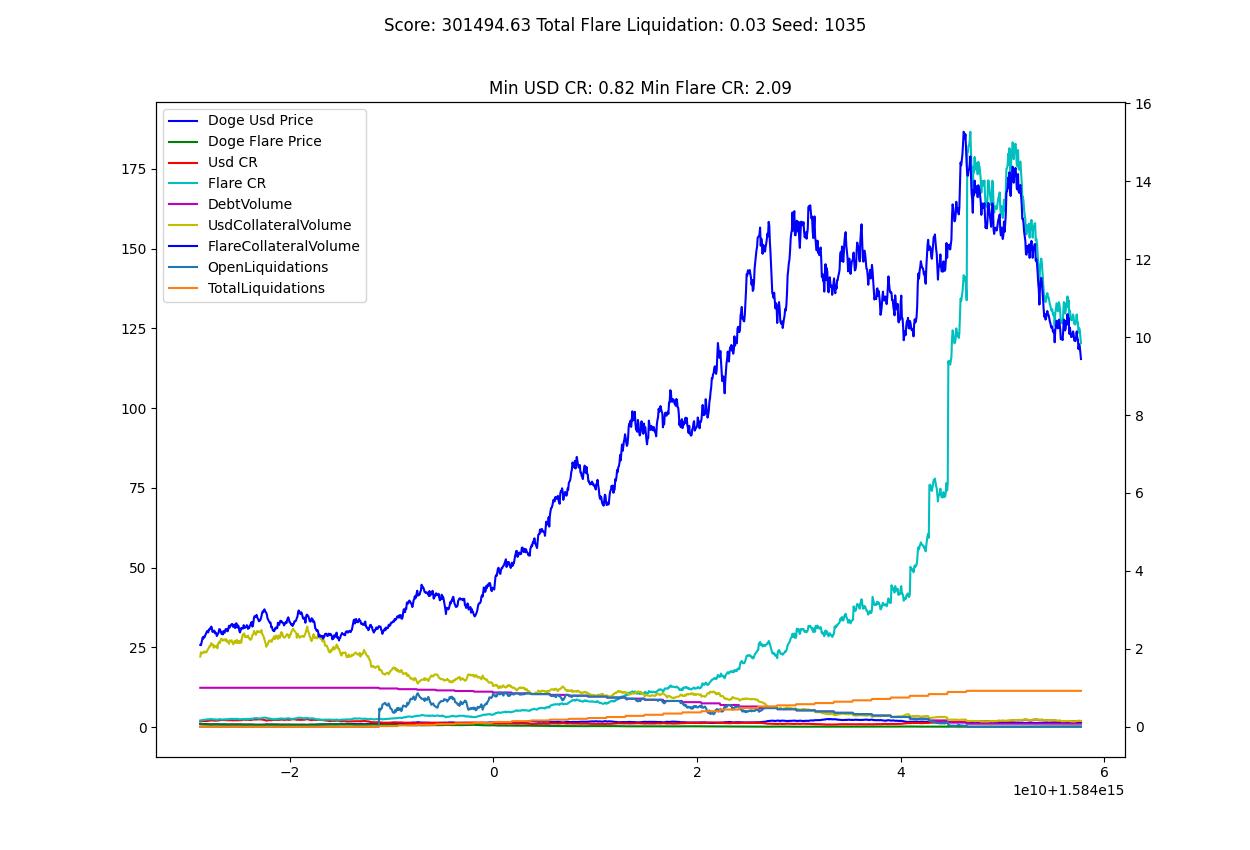 Score: 301494.63 Total Flare Liquidation: 0.03 Seed: 1035
Min USD CR: 0.82 Min Flare CR: 2.09
Doge Usd Price
Doge Flare Price
Usd CR
Flare CR
DebtVolume
UsdCollateralVolume
FlareCollateralVolume
OpenLiquidations
TotalLiquidations
175
150
125
100
75
50
25
0
16
14
12
10
8
6
4
2
0
−2
0
2
4
6
1e10+1.584e15